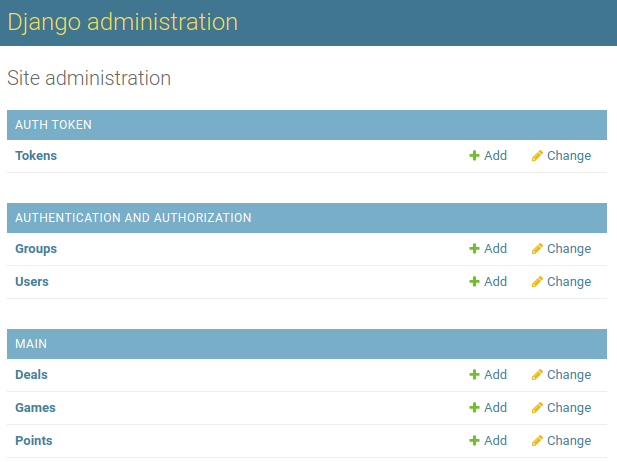 Django administration
Site administration
AUTH TOKEN
Tokens Add Change
AUTHENTICATION AND AUTHORIZATION
Groups Add Change
Users Add Change
MAIN
Deals Add Change
Games Add Change
Points Add Change